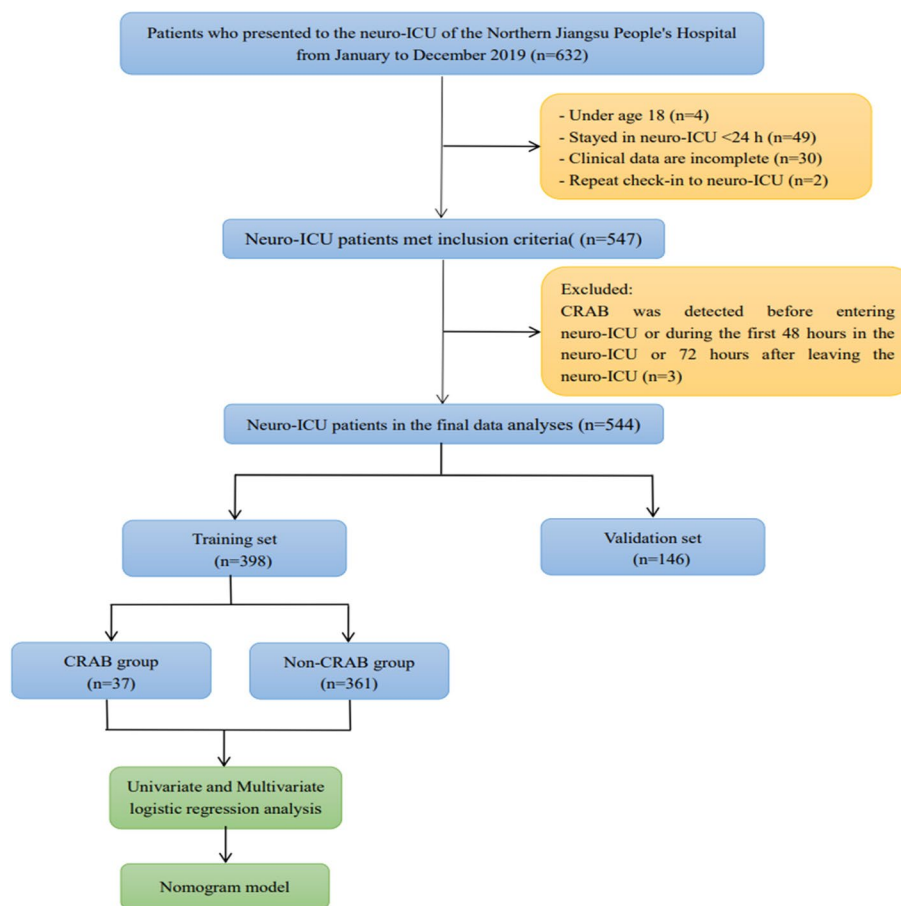 Patients who presented to the neuro-ICU of the Northern Jiangsu People's Hospital
from January to December 2019 (n=632)
- Under age 18 (n=4)
- Stayed in neuro-ICU <24 h (n=49)
- Clinical data are incomplete (n=30)
- Repeat check-in to neuro-ICU (n=2)
Neuro-ICU patients met inclusion criteria( (n=547)
Excluded:
CRAB was detected before entering
neuro-ICU or during the first 48 hours in the
neuro-ICU or 72 hours after leaving the
neuro-ICU (n=3)
Neuro-ICU patients in the final data analyses (n=544)
Training set
(n=398)
Validation set
(n=146)
CRAB group
(n=37)
Non-CRAB group
(n=361)
Univariate and Multivariate
logistic regression analysis
Nomogram model